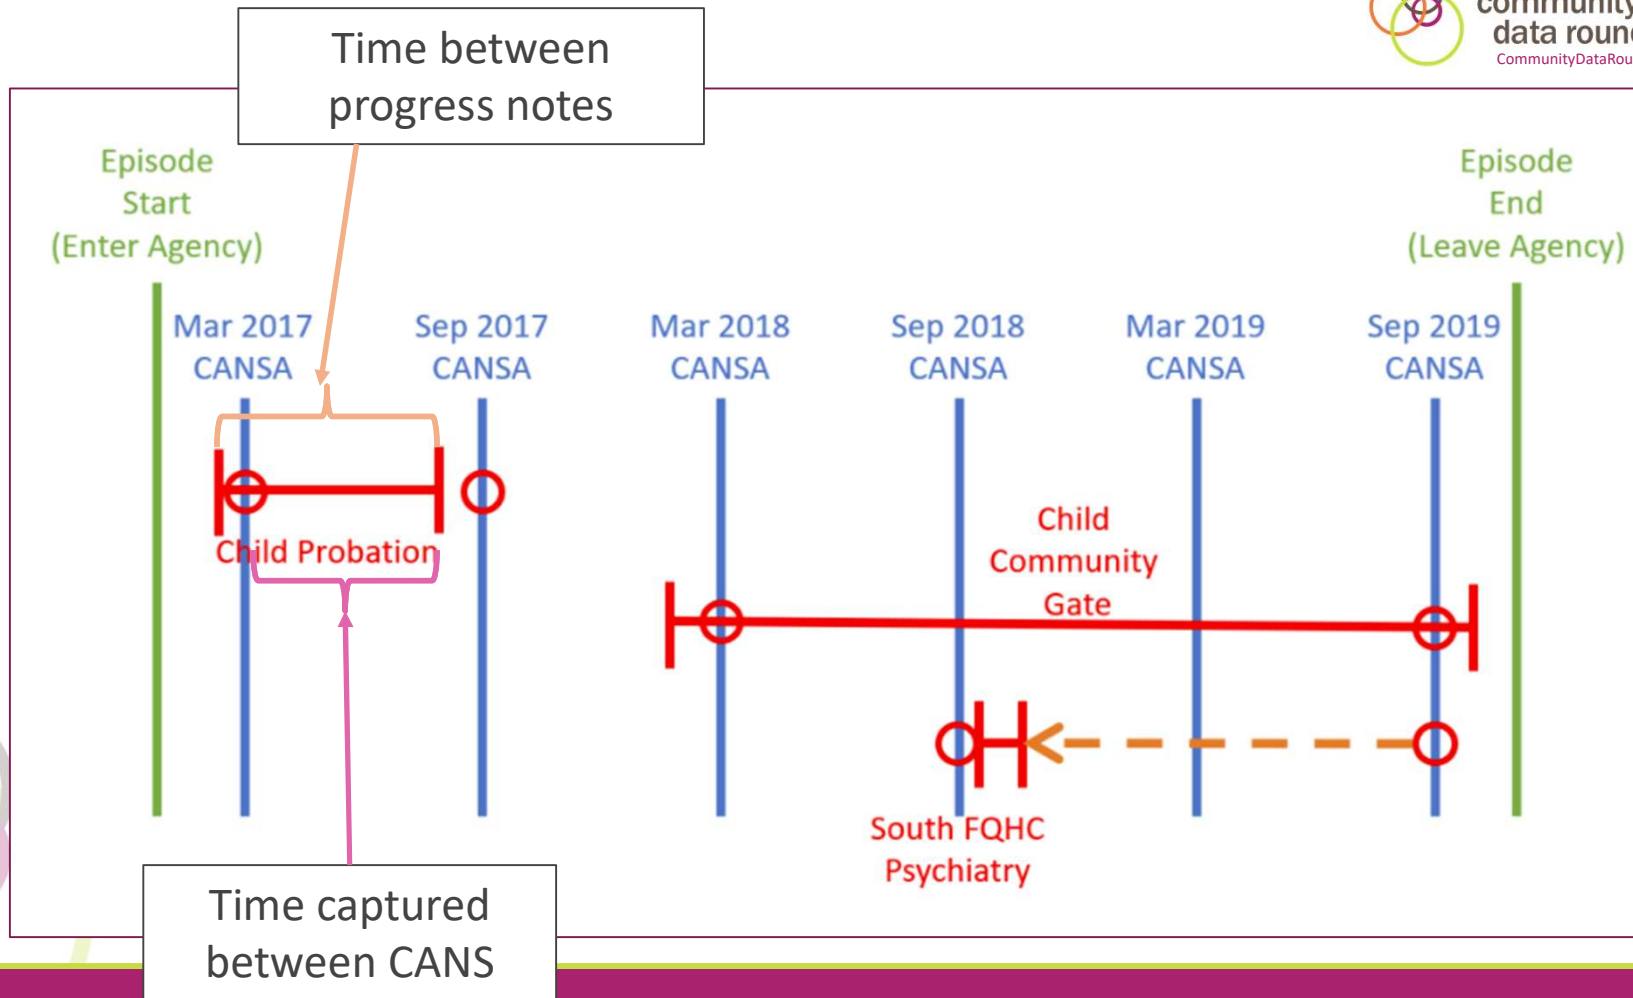 community
data roun
CommunityDataRou
Time between
progress notes
Episode
Start
(Enter Agency)
Episode
End
(Leave Agency)
Mar 2017
CANSA
Sep 2017
CANSA
Mar 2018
CANSA
Sep 2018
CANSA
Mar 2019
CANSA
Sep 2019
CANSA
Child Probation
Child
Community
Gate
South FQHC
Psychiatry
Time captured
between CANS